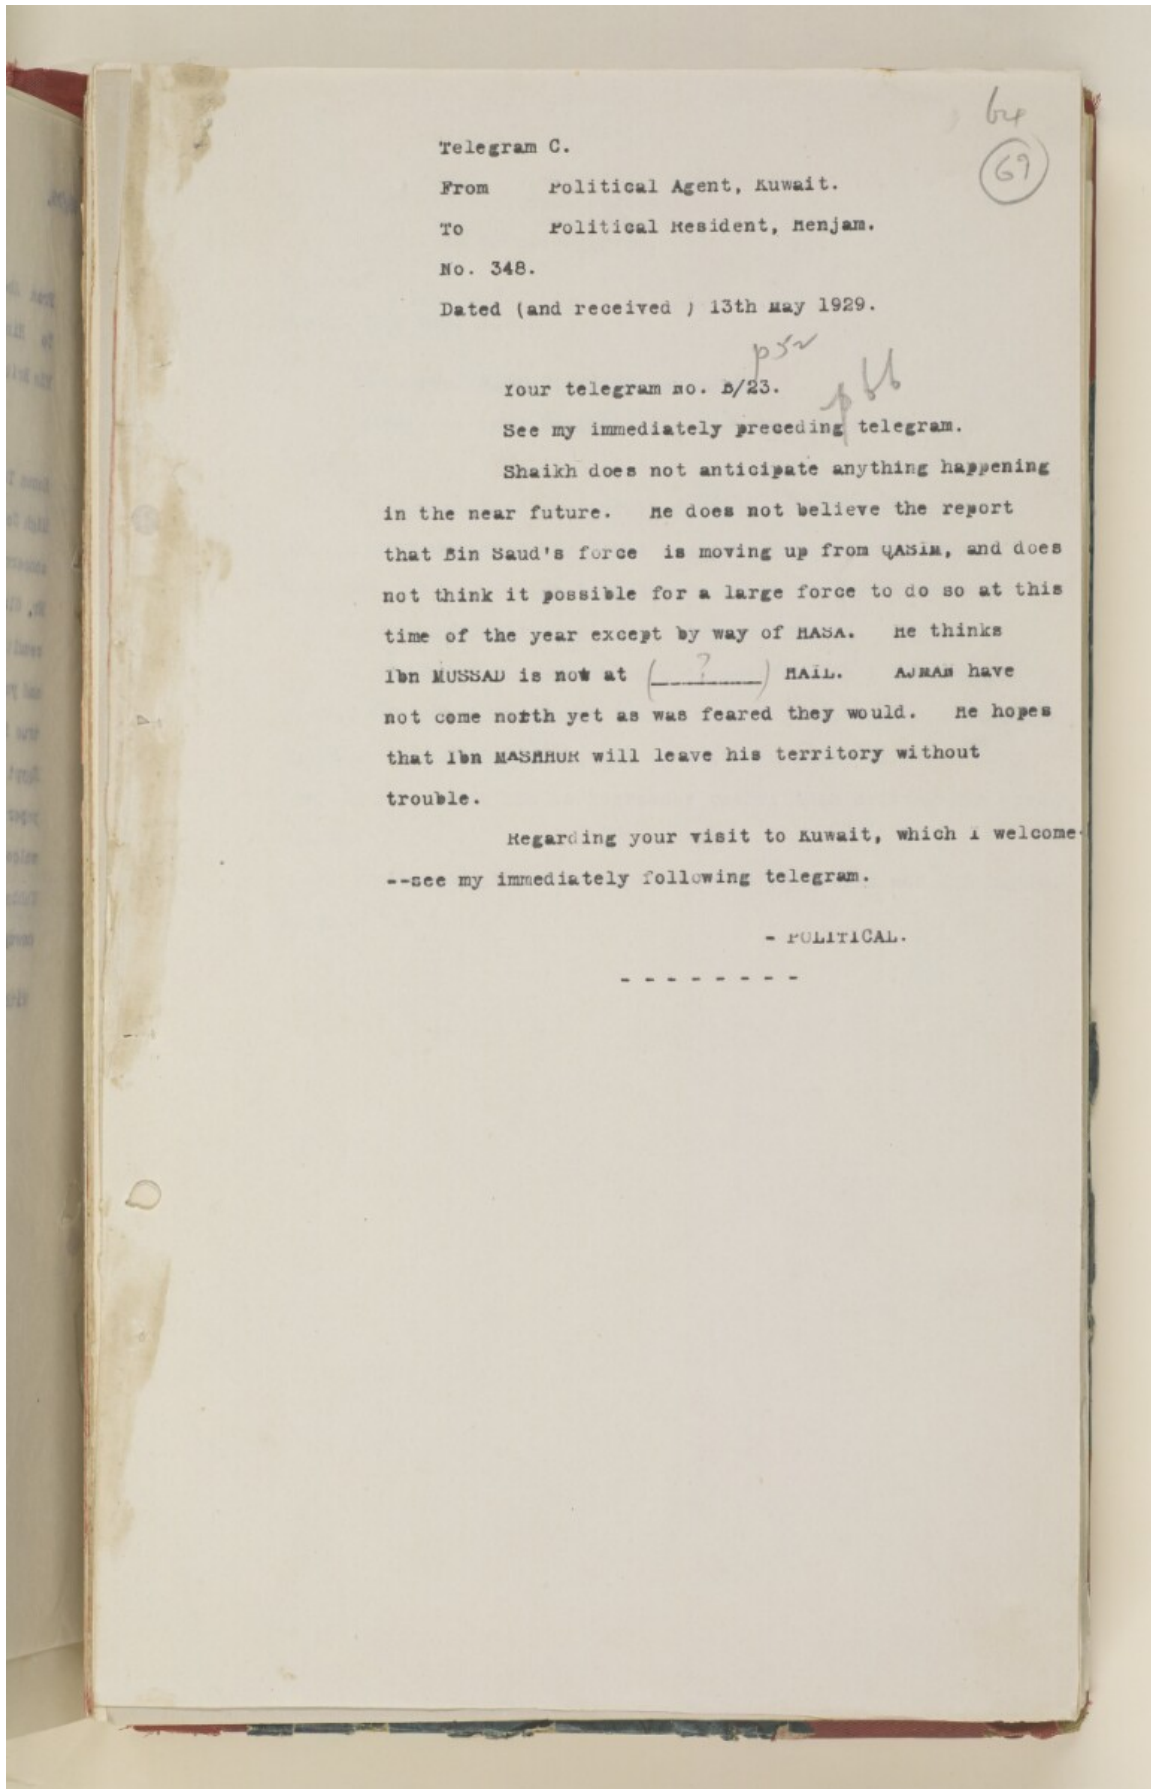 64
69
Telegram C.
From Political Agent, Kuwait.
To Political Resident, Henjam.
No. 348.
Dated (and received ) 13th May 1929.
p52
Your telegram no. B/23.
p66
See my immediately preceding telegram.
Shaikh does not anticipate anything happening
in the near future. He does not believe the report
that Bin Saud's force is moving up from QASIM, and does
not think it possible for a large force to do so at this
time of the year except by way of HASA. He thinks
Ibn MUSSAD is now at (____?____) HAIL. AJMAN have
not come north yet as was feared they would. He hopes
that Ibn MASHHUR will leave his territory without
trouble.
Regarding your visit to Kuwait, which I welcome-
--see my immediately following telegram.
- POLITICAL.
- - - - - - - -